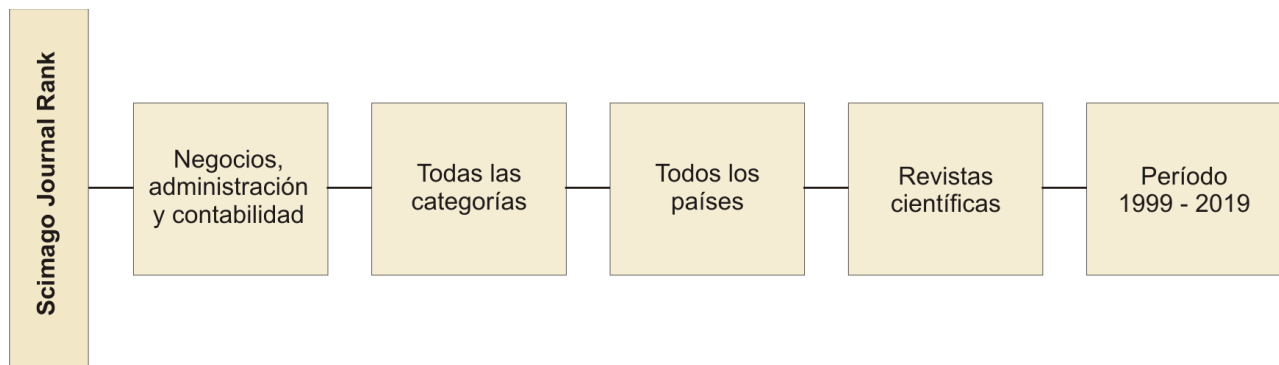 Scimago Journal Rank
Negocios,
administración
y contabilidad
Todas las
categorías
Todos los
países
Revistas
científicas
Período
1999 - 2019